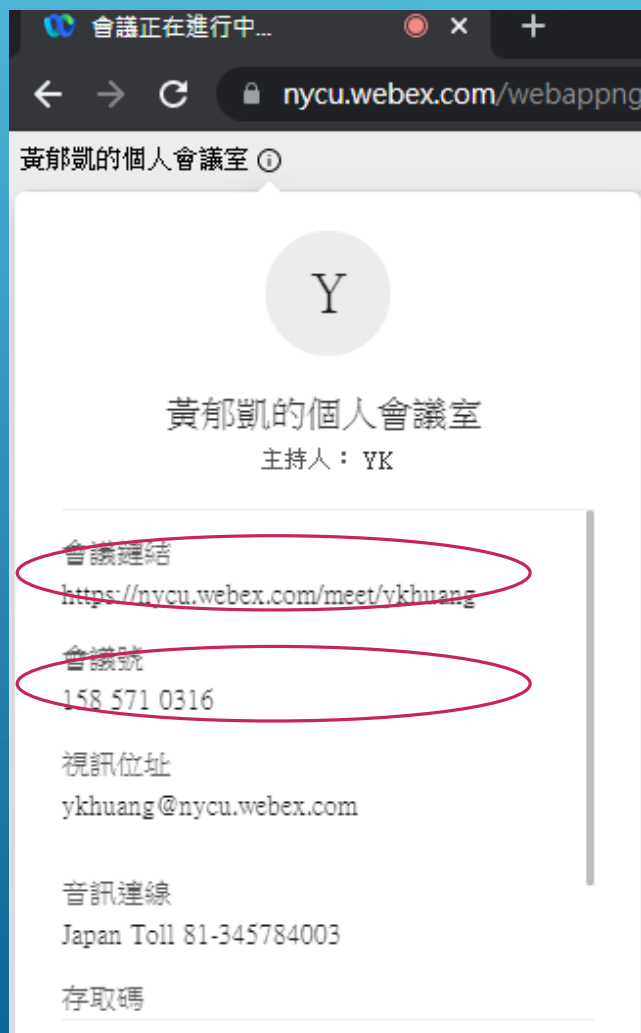 會議正在進行中...
nycu.webex.com/webappng
黃郁凱的個人會議室
Y
黃郁凱的個人會議室
主持人： YK
會議鏈結
https://nycu.webex.com/meet/ykhuang
會議號
158 571 0316
視訊位址
ykhuang@nycu.webex.com
音訊連線
Japan Toll 81-345784003
存取碼